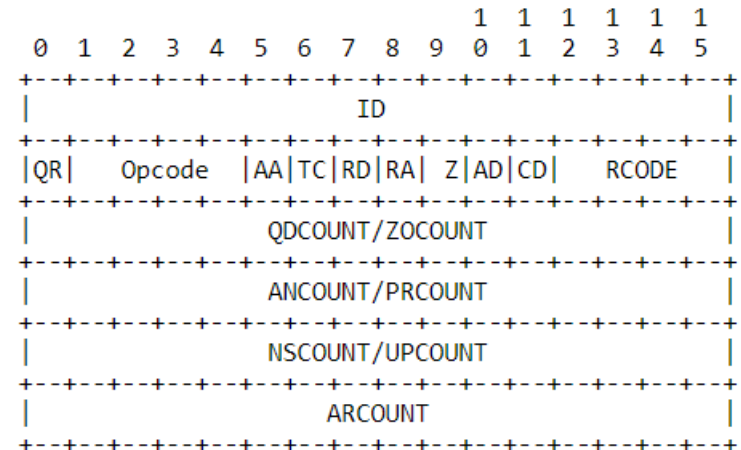 1  1  1  1  1  1
  0  1  2  3  4  5  6  7  8  9  0  1  2  3  4  5
+--+--+--+--+--+--+--+--+--+--+--+--+--+--+--+--+
|                      ID                       |
+--+--+--+--+--+--+--+--+--+--+--+--+--+--+--+--+
|QR|   Opcode  |AA|TC|RD|RA| Z|AD|CD|   RCODE   |
+--+--+--+--+--+--+--+--+--+--+--+--+--+--+--+--+
|                QDCOUNT/ZOCOUNT                |
+--+--+--+--+--+--+--+--+--+--+--+--+--+--+--+--+
|                ANCOUNT/PRCOUNT                |
+--+--+--+--+--+--+--+--+--+--+--+--+--+--+--+--+
|                NSCOUNT/UPCOUNT                |
+--+--+--+--+--+--+--+--+--+--+--+--+--+--+--+--+
|                    ARCOUNT                    |
+--+--+--+--+--+--+--+--+--+--+--+--+--+--+--+--+